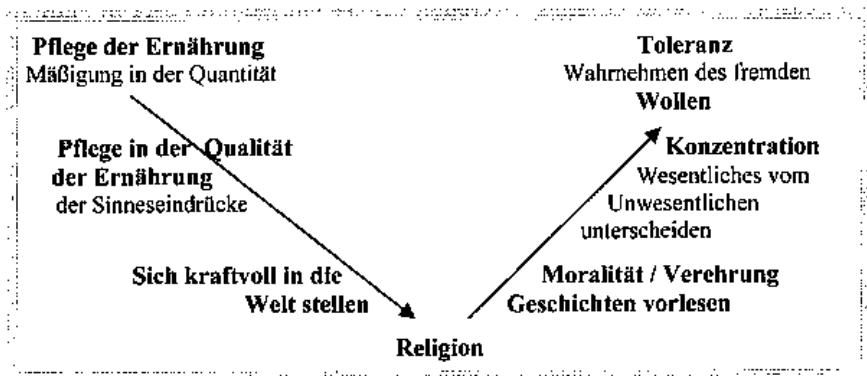 Pflege der Ernährung
Mäßigung in der Quantität
Pflege in der Qualität
der Ernährung
der Sinneseindrücke
Sich kraftvoll in die
Welt stellen
Religion
Toleranz
Wahrnehmen des fremden
Wollen
Konzentration
Wesentliches vom
Unwesentlichen
unterscheiden
Moralität / Verehrung
Geschichten vorlesen